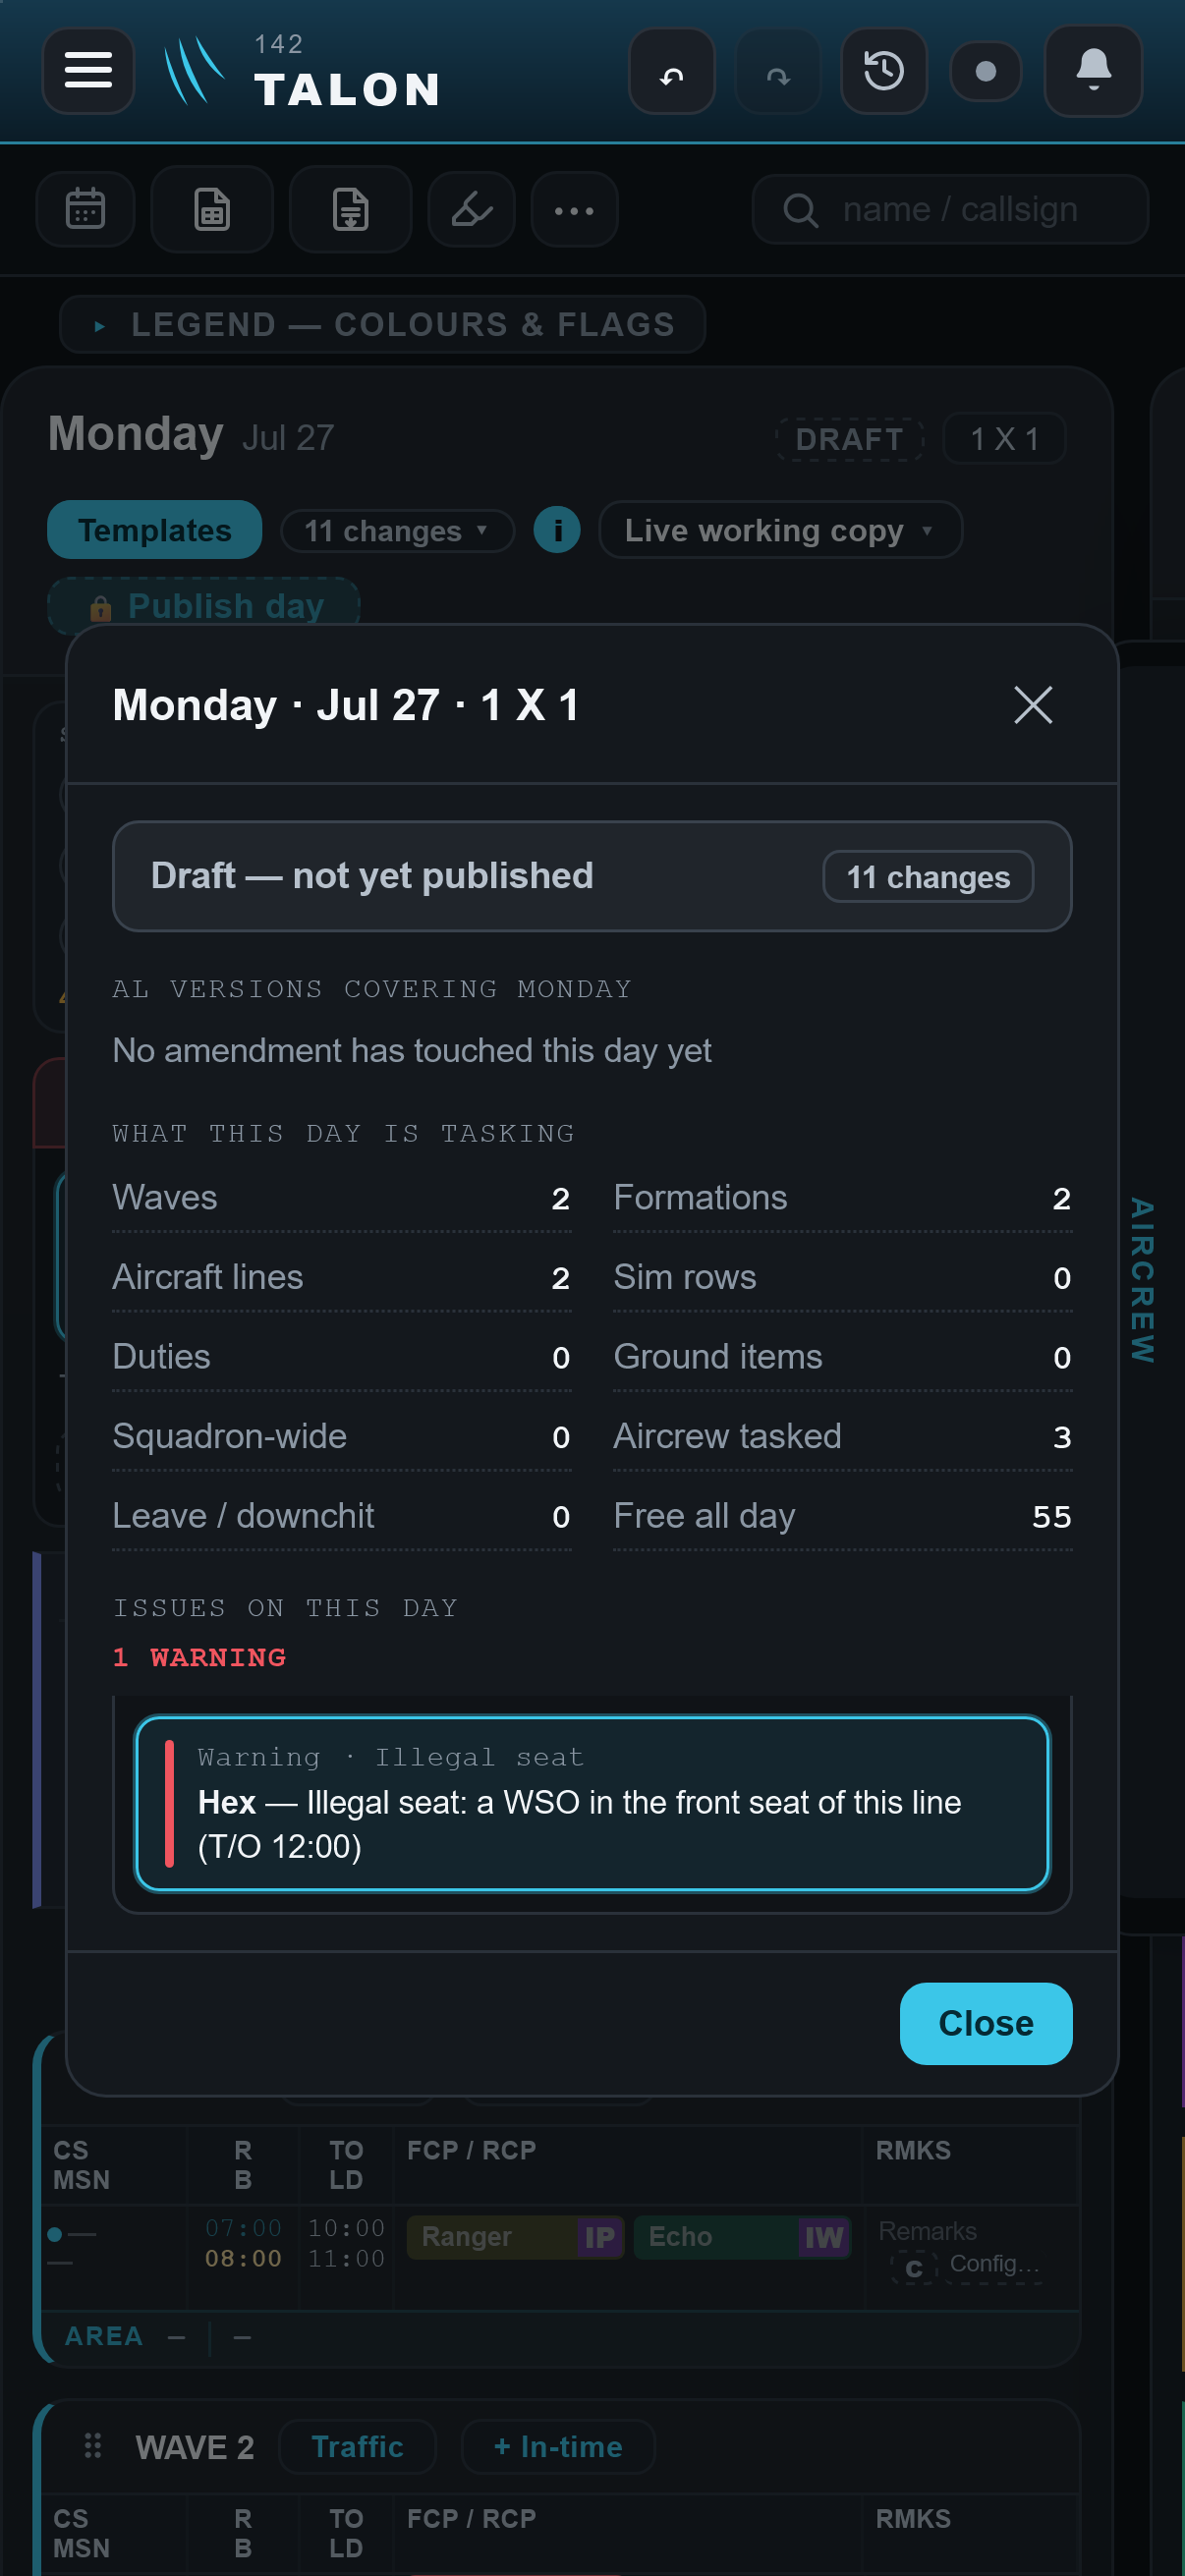 142
TALON
name / callsign
LEGEND — COLOURS & FLAGS
Monday Jul 27
DRAFT
1 X 1
Templates
11 changes
i
Live working copy
Publish day
Monday · Jul 27 · 1 X 1
Draft — not yet published
11 changes
AL VERSIONS COVERING MONDAY
No amendment has touched this day yet
WHAT THIS DAY IS TASKING
Waves 2
Formations 2
Aircraft lines 2
Sim rows 0
Duties 0
Ground items 0
Squadron-wide 0
Aircrew tasked 3
Leave / downchit 0
Free all day 55
AIRCREW
ISSUES ON THIS DAY
1 WARNING
Warning · Illegal seat
Hex — Illegal seat: a WSO in the front seat of this line
(T/O 12:00)
Close
CS R TO FCP / RCP RMKS
MSN B LD
— 07:00 10:00 Ranger IP Echo IW Remarks
— 08:00 11:00 C Config…
AREA — | —
WAVE 2 Traffic + In-time
CS R TO FCP / RCP RMKS
MSN B LD